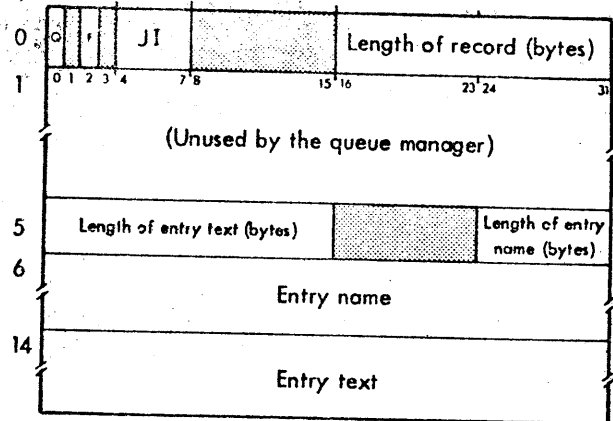 0 Q F JI Length of record (bytes)
1 0 1 2 3 4 7 8 15 16 23 24 31
(Unused by the queue manager)
5 Length of entry text (bytes) Length of entry name (bytes)
6
Entry name
14
Entry text